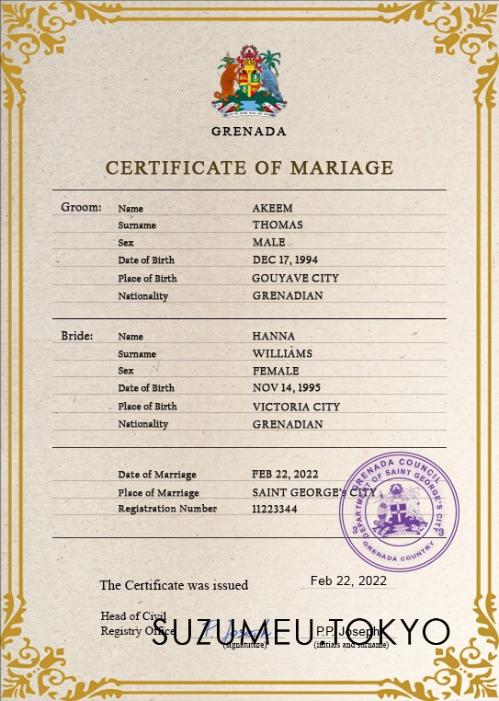 GRENADA
CERTIFICATE OF MARIAGE
Groom: Name AKEEM
Surname THOMAS
Sex MALE
Date of Birth DEC 17, 1994
Place of Birth GOUYAVE CITY
Nationality GRENADIAN
Bride: Name HANNA
Surname WILLIAMS
Sex FEMALE
Date of Birth NOV 14, 1995
Place of Birth VICTORIA CITY
Nationality GRENADIAN
Date of Marriage FEB 22, 2022
Place of Marriage SAINT GEORGE's CITY
Registration Number 11223344
GRENADA COUNCIL
DEPARTMENT OF SAINT GEORGE'S CITY
3 3
GRENADA COUNTRY
The Certificate was issued Feb 22, 2022
Head of Civil
Registry Office P. Joseph P.P. Joseph
SUZUMEU.TOKYO
(signuture) (initials and surname)